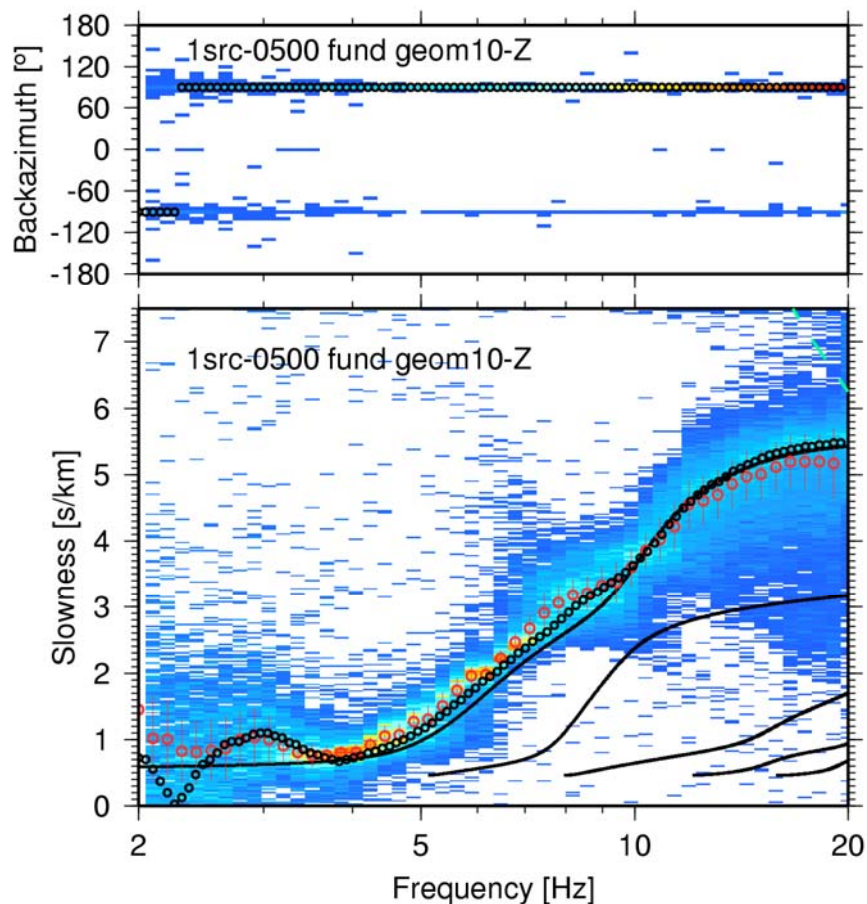 180
120
60
0
-60
-120
-180
Backazimuth [°]
1src-0500 fund geom10-Z
7
6
5
4
3
2
1
0
Slowness [s/km]
1src-0500 fund geom10-Z
2 5 10 20
Frequency [Hz]